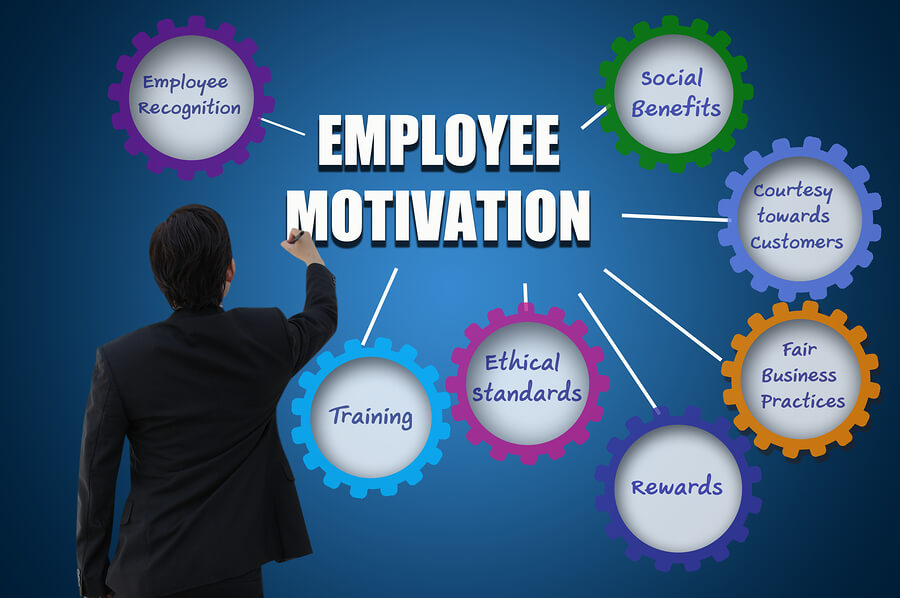 Employee
Recognition
EMPLOYEE
MOTIVATION
Social
Benefits
Courtesy
towards
Customers
Fair
Business
Practices
Rewards
Ethical
standards
Training